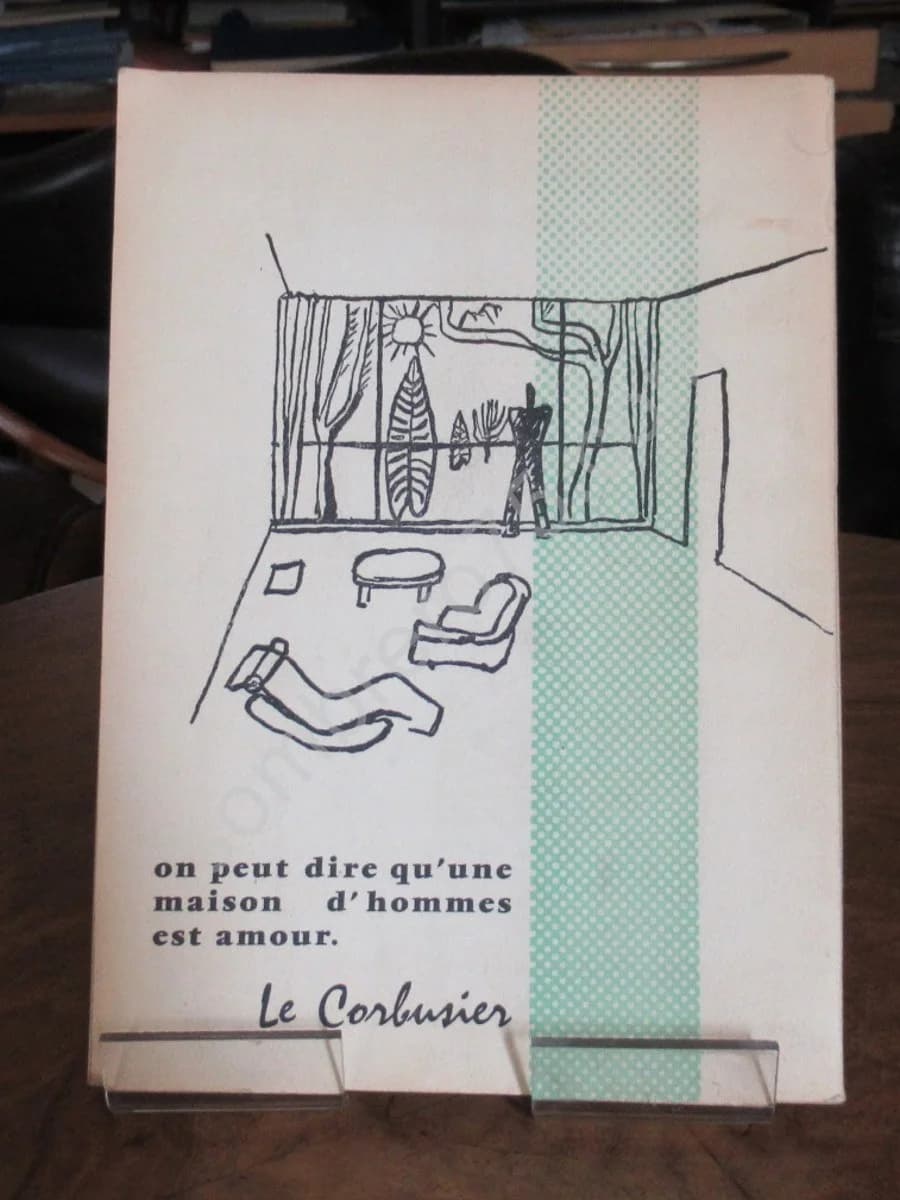 on peut dire qu'une
maison d'hommes
est amour.
Le Corbusier